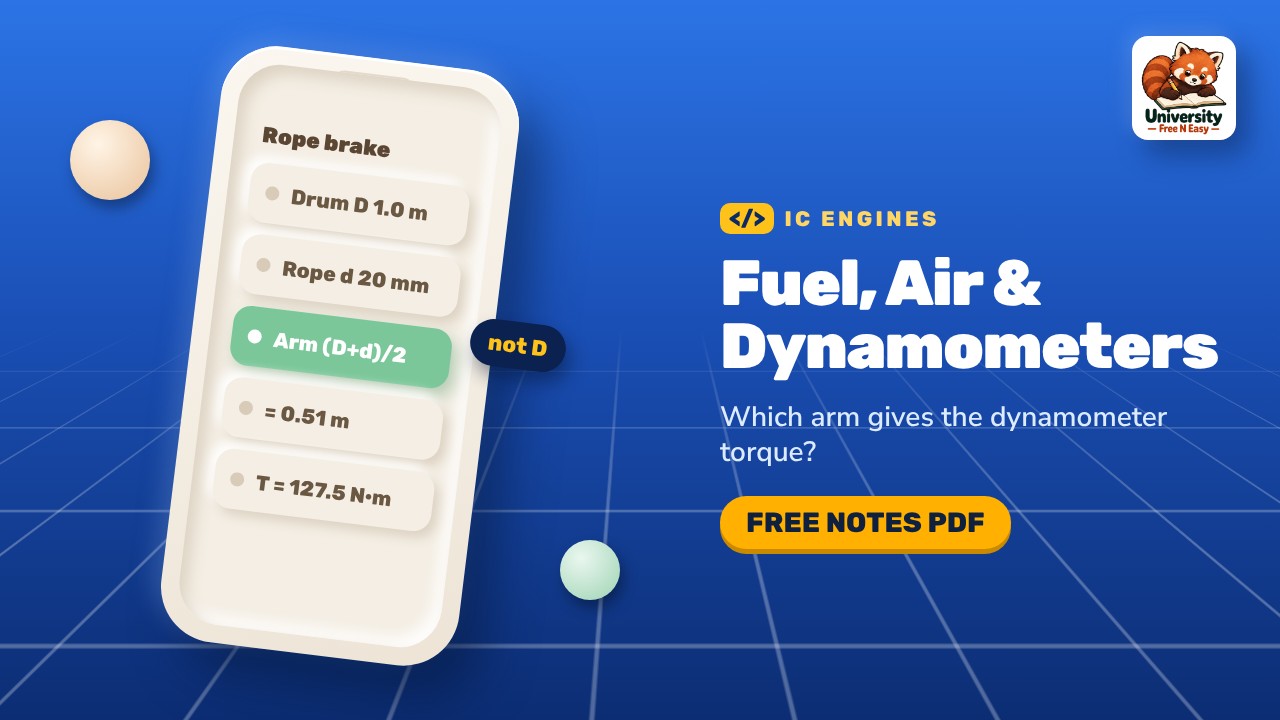 Rope brake
Drum D 1.0 m
Rope d 20 mm
Arm (D+d)/2
not D
= 0.51 m
T = 127.5 N·m
University
Free N Easy
</> IC ENGINES
Fuel, Air &
Dynamometers
Which arm gives the dynamometer
torque?
FREE NOTES PDF